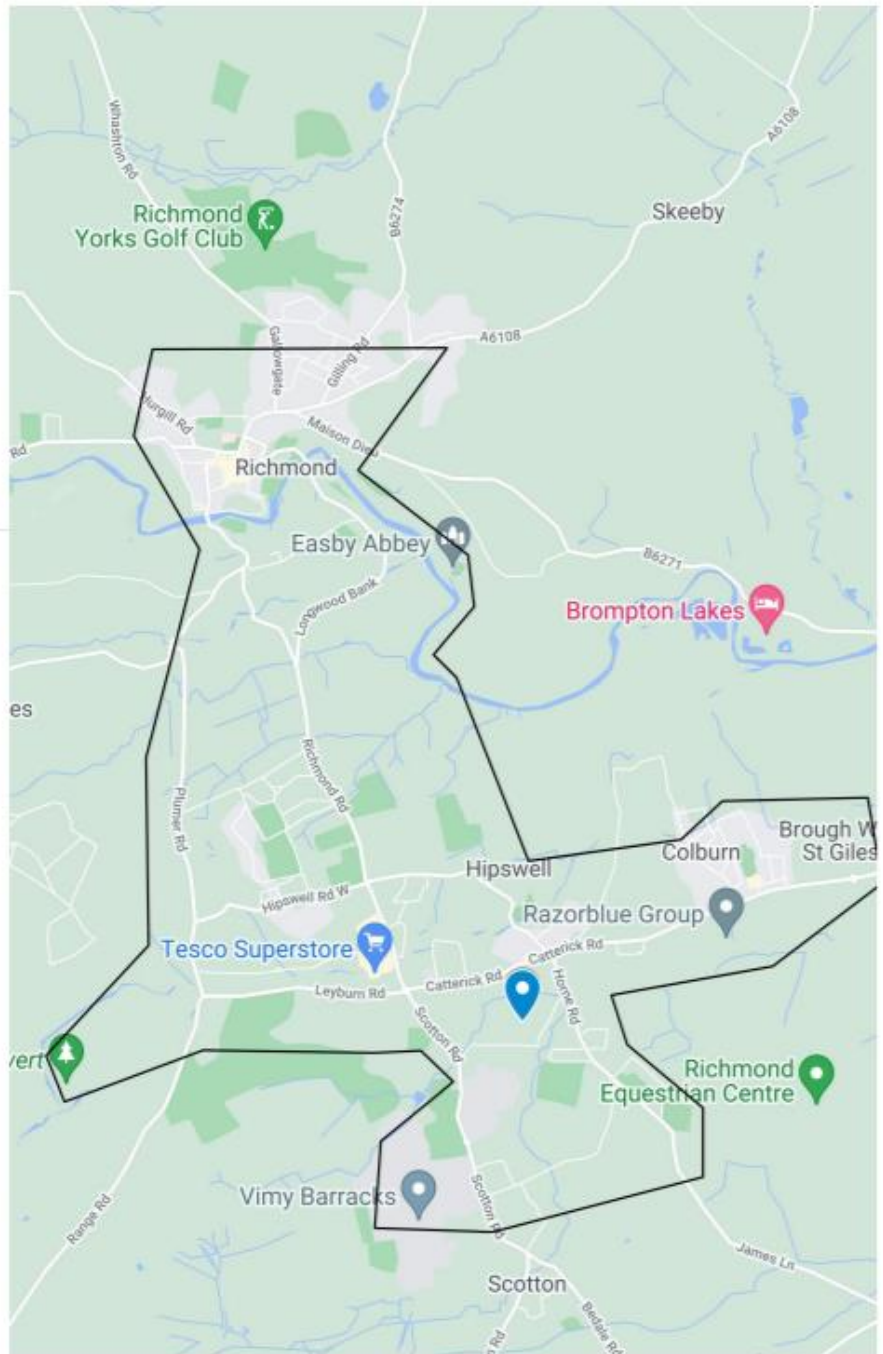 Whashton Rd
A6108
B6274
Skeeby
Richmond
Yorks Golf Club
A6108
Gallowgate
Gilling Rd
Hurgill Rd
Maison Dieu
Rd
Richmond
Easby Abbey
B6271
Longwood Bank
Brompton Lakes
es
Richmond Rd
Plumer Rd
Brough W
St Giles
Colburn
Hipswell
Hipswell Rd W
Razorblue Group
Tesco Superstore
Catterick Rd
Catterick Rd
Leyburn Rd
Horne Rd
Scotton Rd
vert
Richmond
Equestrian Centre
Vimy Barracks
Scotton Rd
Range Rd
James Ln
Scotton
Bedale Rd
Rd